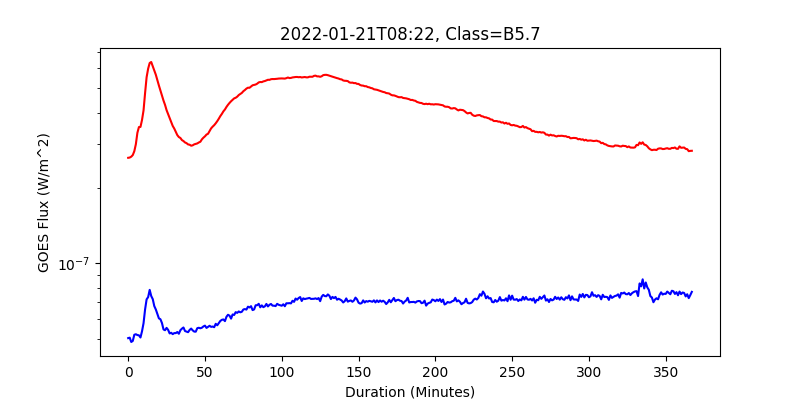 2022-01-21T08:22, Class=B5.7
GOES Flux (W/m^2)
10⁻⁷
0 50 100 150 200 250 300 350
Duration (Minutes)